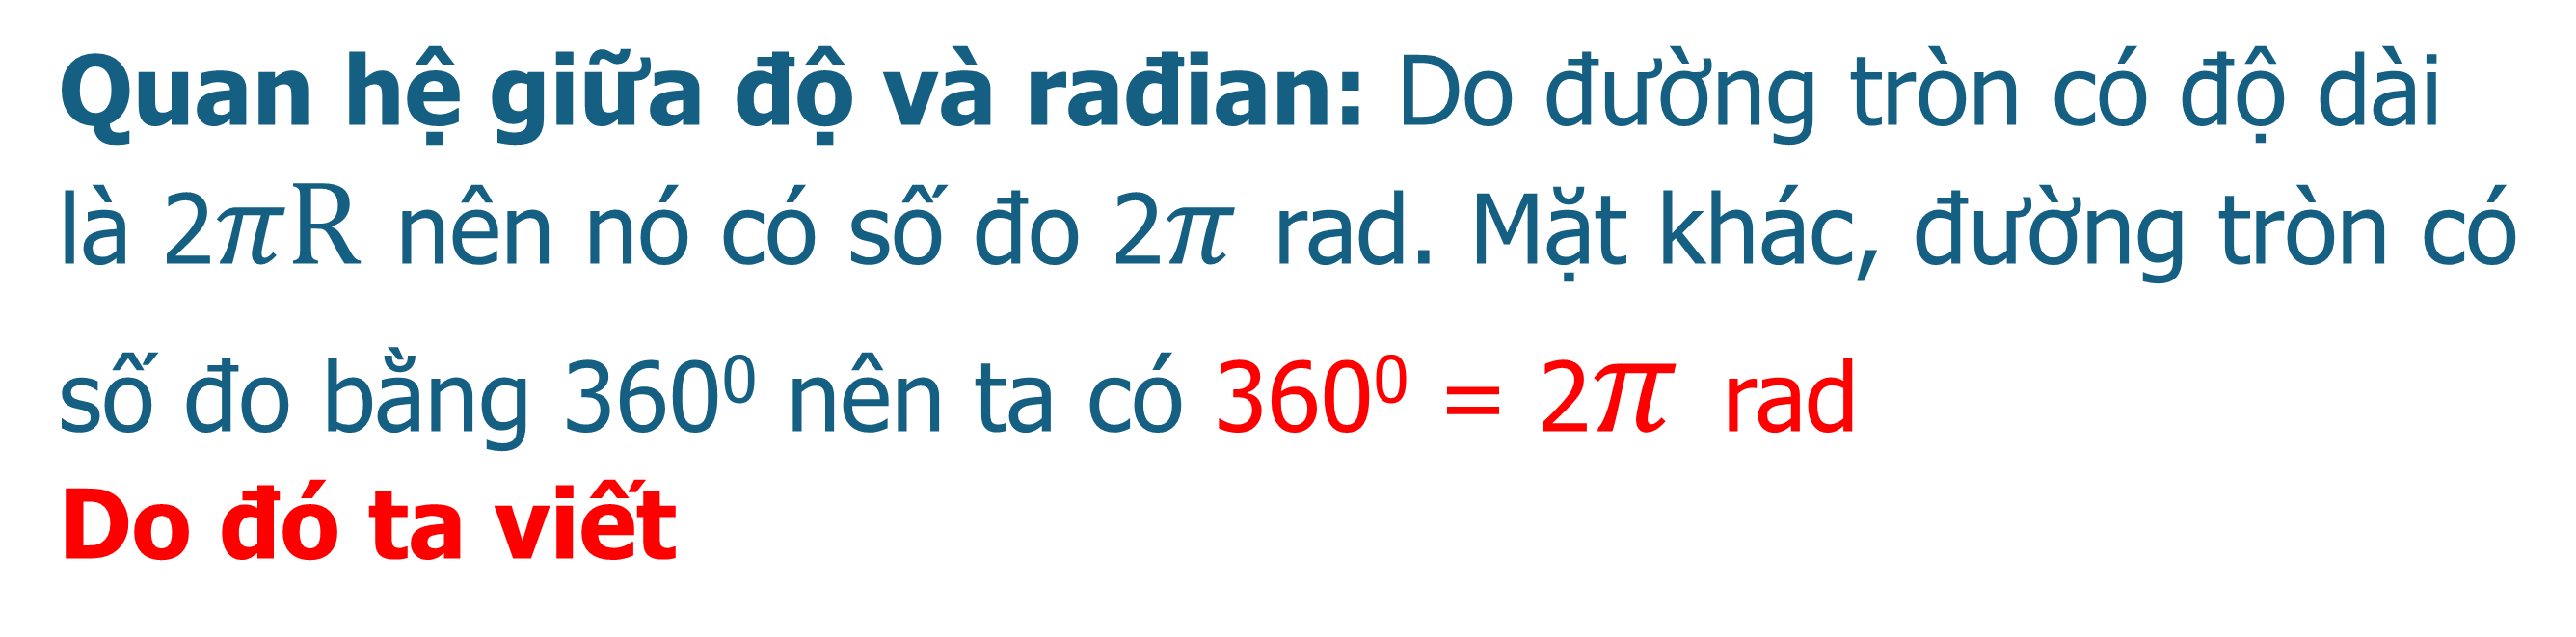 Quan hệ giữa độ và rađian: Do đường tròn có độ dài
là 2𝜋R nên nó có số đo 2𝜋 rad. Mặt khác, đường tròn có
số đo bằng 360⁰ nên ta có 360⁰ = 2𝜋 rad
Do đó ta viết